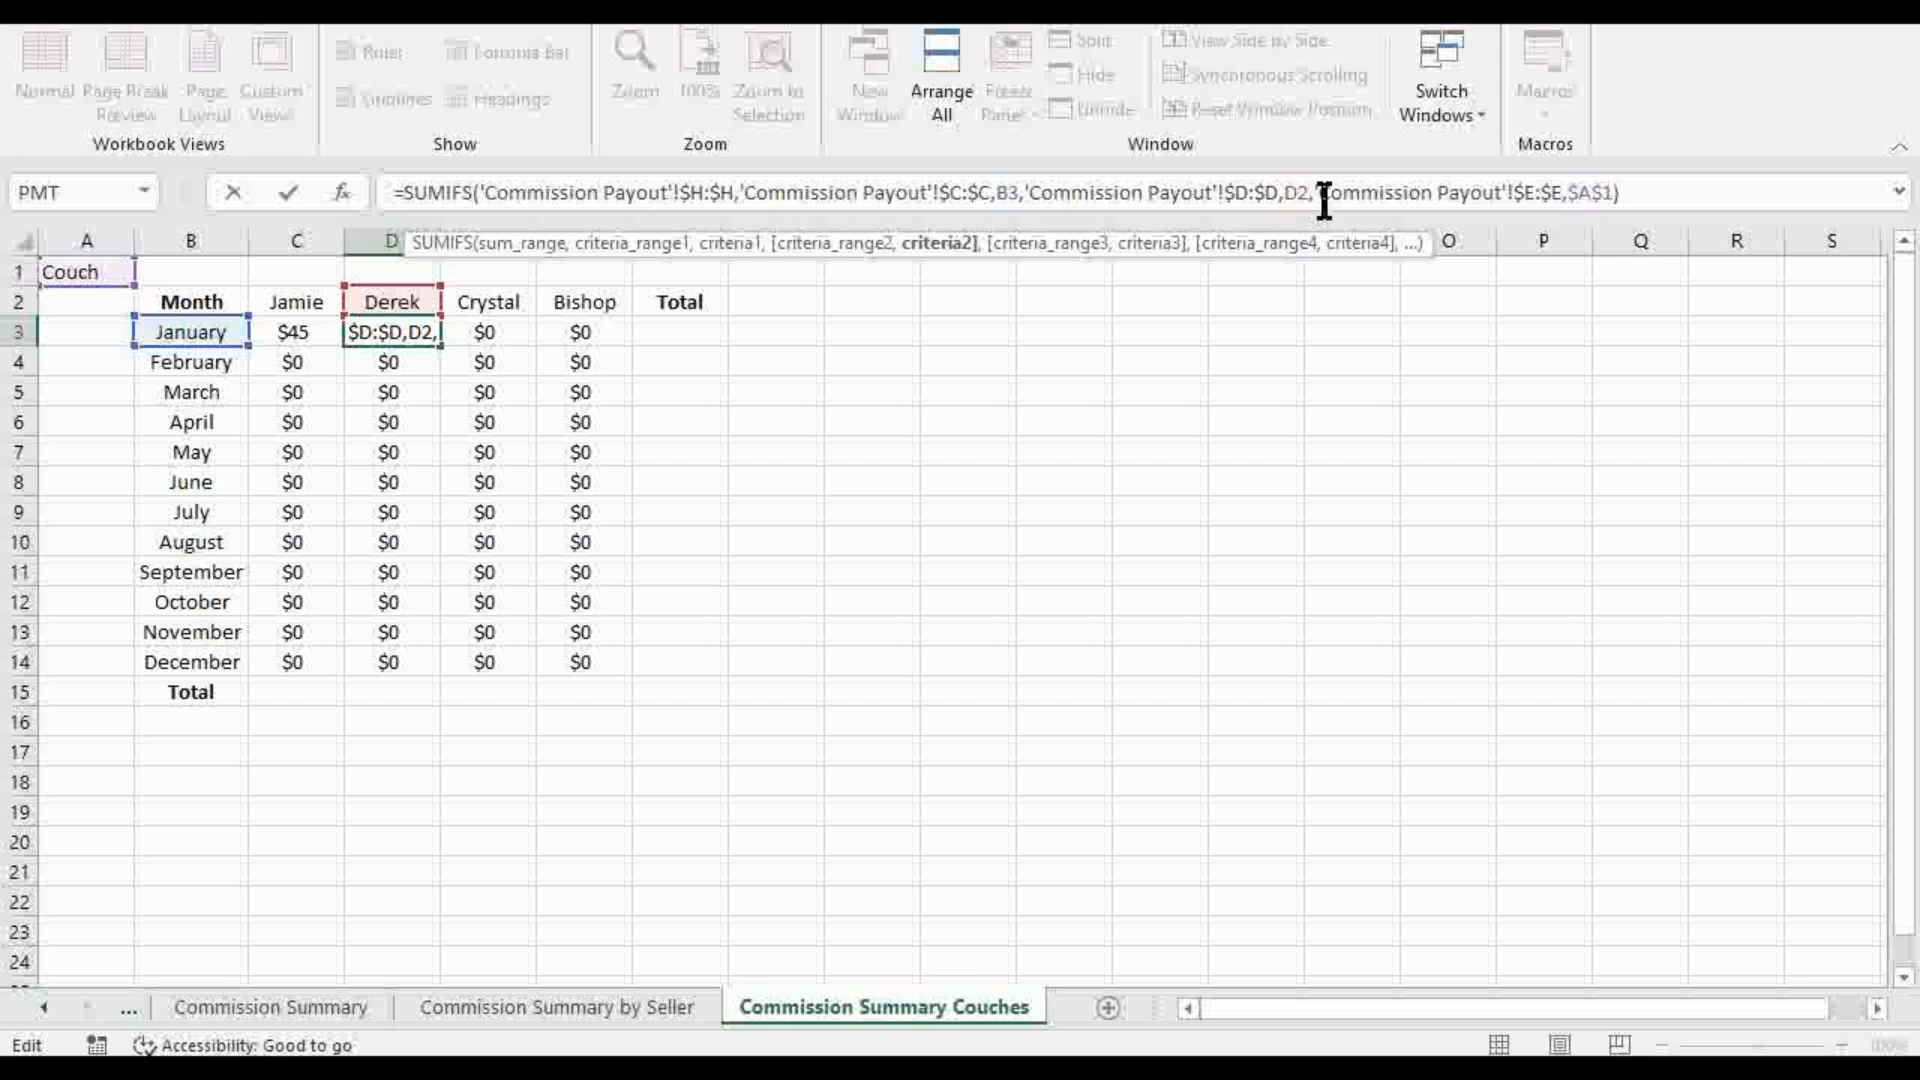 Normal Page Break Preview Page Layout Custom Views
Ruler Formula Bar
Gridlines Headings
Zoom 100% Zoom to Selection
New Window Arrange All Freeze Panes
Split
Hide
Unhide
View Side by Side
Syncoronous Scrolling
Reset Window Position
Switch Windows
Macros
Workbook Views Show Zoom Window Macros
PMT =SUMIFS('Commission Payout'!$H:$H,'Commission Payout'!$C:$C,B3,'Commission Payout'!$D:$D,D2,'Commission Payout'!$E:$E,$A$1)
SUMIFS(sum_range, criteria_range1, criteria1, [criteria_range2, criteria2], [criteria_range3, criteria3], [criteria_range4, criteria4], ...)
A B C D O P Q R S
1 Couch
2 Month Jamie Derek Crystal Bishop Total
3 January $45 $D:$D,D2, $0 $0
4 February $0 $0 $0 $0
5 March $0 $0 $0 $0
6 April $0 $0 $0 $0
7 May $0 $0 $0 $0
8 June $0 $0 $0 $0
9 July $0 $0 $0 $0
10 August $0 $0 $0 $0
11 September $0 $0 $0 $0
12 October $0 $0 $0 $0
13 November $0 $0 $0 $0
14 December $0 $0 $0 $0
15 Total
16
17
18
19
20
21
22
23
24
... Commission Summary Commission Summary by Seller Commission Summary Couches
Edit Accessibility: Good to go 100%